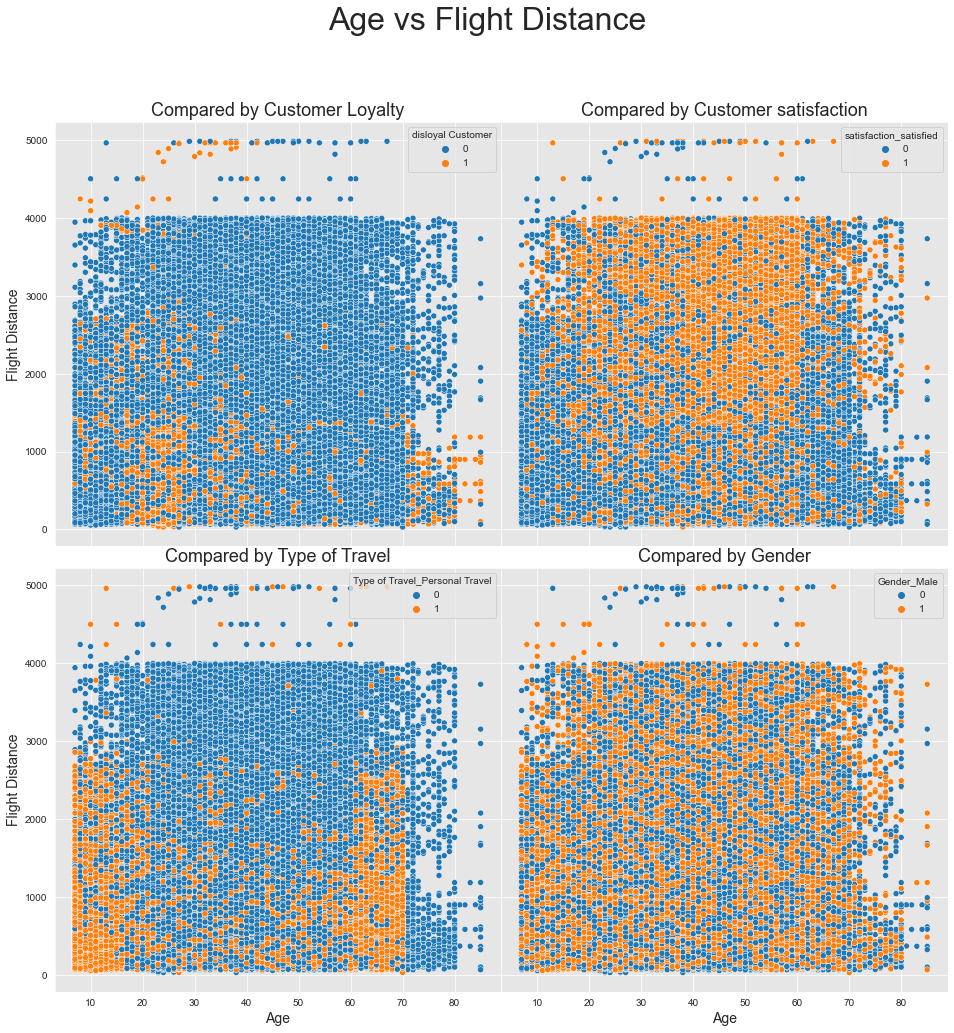 Age vs Flight Distance
Compared by Customer Loyalty
Compared by Customer satisfaction
disloyal Customer
0
1
satisfaction_satisfied
0
1
5000
4000
3000
2000
1000
0
Flight Distance
Compared by Type of Travel
Compared by Gender
Type of Travel_Personal Travel
0
1
Gender_Male
0
1
5000
4000
3000
2000
1000
0
Flight Distance
10 20 30 40 50 60 70 80
10 20 30 40 50 60 70 80
Age
Age